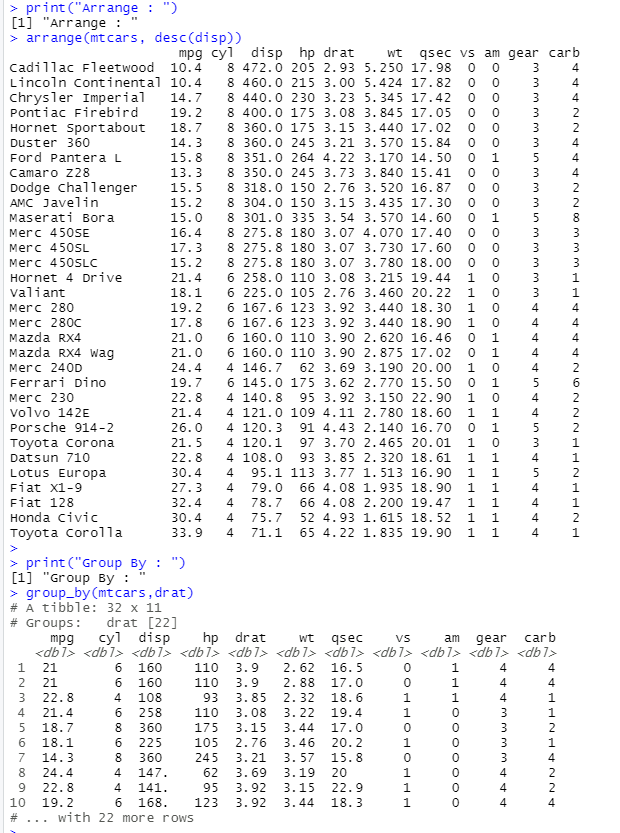 > print("Arrange : ")
[1] "Arrange : "
> arrange(mtcars, desc(disp))
                     mpg cyl  disp  hp drat    wt  qsec vs am gear carb
Cadillac Fleetwood  10.4   8 472.0 205 2.93 5.250 17.98  0  0    3    4
Lincoln Continental 10.4   8 460.0 215 3.00 5.424 17.82  0  0    3    4
Chrysler Imperial   14.7   8 440.0 230 3.23 5.345 17.42  0  0    3    4
Pontiac Firebird    19.2   8 400.0 175 3.08 3.845 17.05  0  0    3    2
Hornet Sportabout   18.7   8 360.0 175 3.15 3.440 17.02  0  0    3    2
Duster 360          14.3   8 360.0 245 3.21 3.570 15.84  0  0    3    4
Ford Pantera L      15.8   8 351.0 264 4.22 3.170 14.50  0  1    5    4
Camaro Z28          13.3   8 350.0 245 3.73 3.840 15.41  0  0    3    4
Dodge Challenger    15.5   8 318.0 150 2.76 3.520 16.87  0  0    3    2
AMC Javelin         15.2   8 304.0 150 3.15 3.435 17.30  0  0    3    2
Maserati Bora       15.0   8 301.0 335 3.54 3.570 14.60  0  1    5    8
Merc 450SE          16.4   8 275.8 180 3.07 4.070 17.40  0  0    3    3
Merc 450SL          17.3   8 275.8 180 3.07 3.730 17.60  0  0    3    3
Merc 450SLC         15.2   8 275.8 180 3.07 3.780 18.00  0  0    3    3
Hornet 4 Drive      21.4   6 258.0 110 3.08 3.215 19.44  1  0    3    1
Valiant             18.1   6 225.0 105 2.76 3.460 20.22  1  0    3    1
Merc 280            19.2   6 167.6 123 3.92 3.440 18.30  1  0    4    4
Merc 280C           17.8   6 167.6 123 3.92 3.440 18.90  1  0    4    4
Mazda RX4           21.0   6 160.0 110 3.90 2.620 16.46  0  1    4    4
Mazda RX4 Wag       21.0   6 160.0 110 3.90 2.875 17.02  0  1    4    4
Merc 240D           24.4   4 146.7  62 3.69 3.190 20.00  1  0    4    2
Ferrari Dino        19.7   6 145.0 175 3.62 2.770 15.50  0  1    5    6
Merc 230            22.8   4 140.8  95 3.92 3.150 22.90  1  0    4    2
Volvo 142E          21.4   4 121.0 109 4.11 2.780 18.60  1  1    4    2
Porsche 914-2       26.0   4 120.3  91 4.43 2.140 16.70  0  1    5    2
Toyota Corona       21.5   4 120.1  97 3.70 2.465 20.01  1  0    3    1
Datsun 710          22.8   4 108.0  93 3.85 2.320 18.61  1  1    4    1
Lotus Europa        30.4   4  95.1 113 3.77 1.513 16.90  1  1    5    2
Fiat X1-9           27.3   4  79.0  66 4.08 1.935 18.90  1  1    4    1
Fiat 128            32.4   4  78.7  66 4.08 2.200 19.47  1  1    4    1
Honda Civic         30.4   4  75.7  52 4.93 1.615 18.52  1  1    4    2
Toyota Corolla      33.9   4  71.1  65 4.22 1.835 19.90  1  1    4    1
>
> print("Group By : ")
[1] "Group By : "
> group_by(mtcars,drat)
# A tibble: 32 x 11
# Groups:   drat [22]
     mpg   cyl  disp    hp  drat    wt  qsec    vs    am  gear  carb
   <dbl> <dbl> <dbl> <dbl> <dbl> <dbl> <dbl> <dbl> <dbl> <dbl> <dbl>
 1  21       6  160    110  3.9   2.62  16.5     0     1     4     4
 2  21       6  160    110  3.9   2.88  17.0     0     1     4     4
 3  22.8     4  108     93  3.85  2.32  18.6     1     1     4     1
 4  21.4     6  258    110  3.08  3.22  19.4     1     0     3     1
 5  18.7     8  360    175  3.15  3.44  17.0     0     0     3     2
 6  18.1     6  225    105  2.76  3.46  20.2     1     0     3     1
 7  14.3     8  360    245  3.21  3.57  15.8     0     0     3     4
 8  24.4     4  147.    62  3.69  3.19  20       1     0     4     2
 9  22.8     4  141.    95  3.92  3.15  22.9     1     0     4     2
10  19.2     6  168.   123  3.92  3.44  18.3     1     0     4     4
# ... with 22 more rows
>